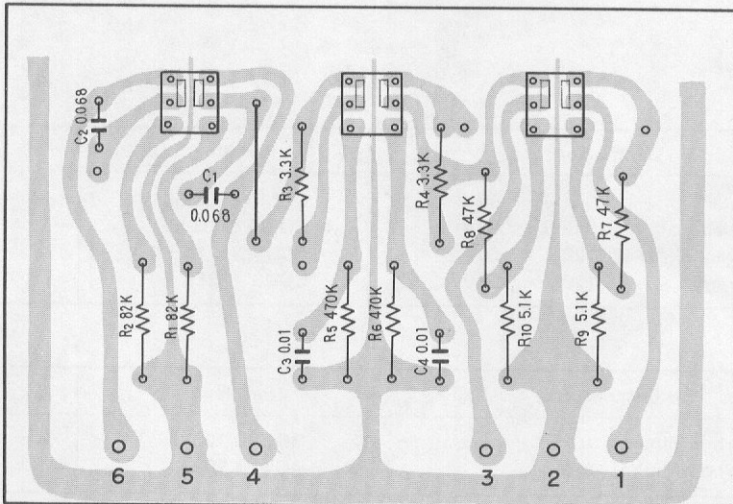 C2 0.068
C1
0.068
R3 3.3K
R4 3.3K
R8 47K
R7 47K
R2 82K
R1 82K
C3 0.01
R5 470K
R6 470K
C4 0.01
R10 5.1K
R9 5.1K
6
5
4
3
2
1